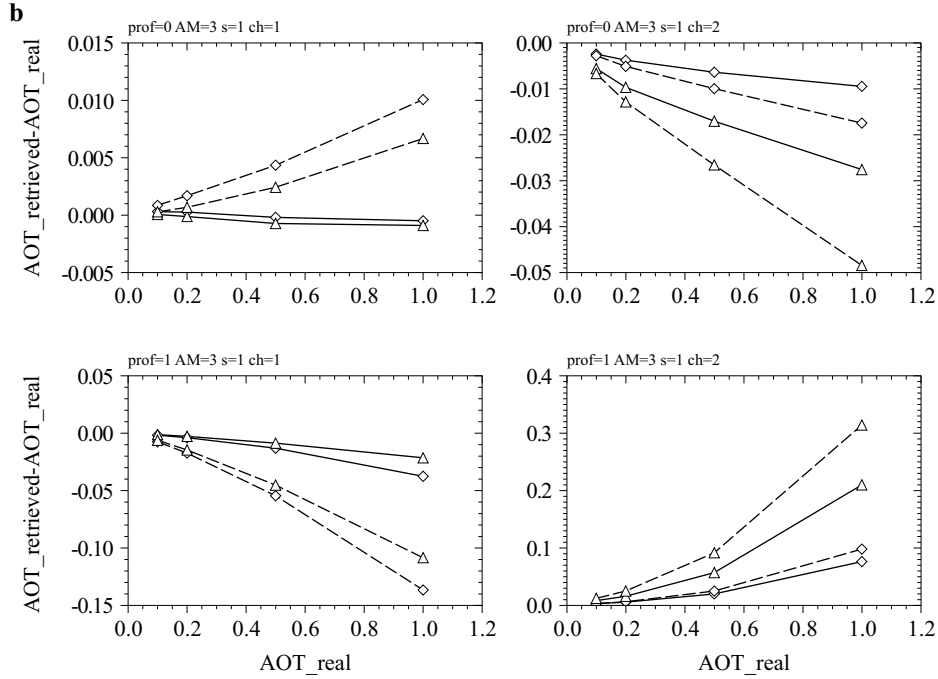 b
prof=0 AM=3 s=1 ch=1
AOT_retrieved-AOT_real
0.015
0.010
0.005
0.000
-0.005
0.0 0.2 0.4 0.6 0.8 1.0 1.2
prof=0 AM=3 s=1 ch=2
0.00
-0.01
-0.02
-0.03
-0.04
-0.05
0.0 0.2 0.4 0.6 0.8 1.0 1.2
prof=1 AM=3 s=1 ch=1
AOT_retrieved-AOT_real
0.05
0.00
-0.05
-0.10
-0.15
0.0 0.2 0.4 0.6 0.8 1.0 1.2
AOT_real
prof=1 AM=3 s=1 ch=2
0.4
0.3
0.2
0.1
0.0
0.0 0.2 0.4 0.6 0.8 1.0 1.2
AOT_real